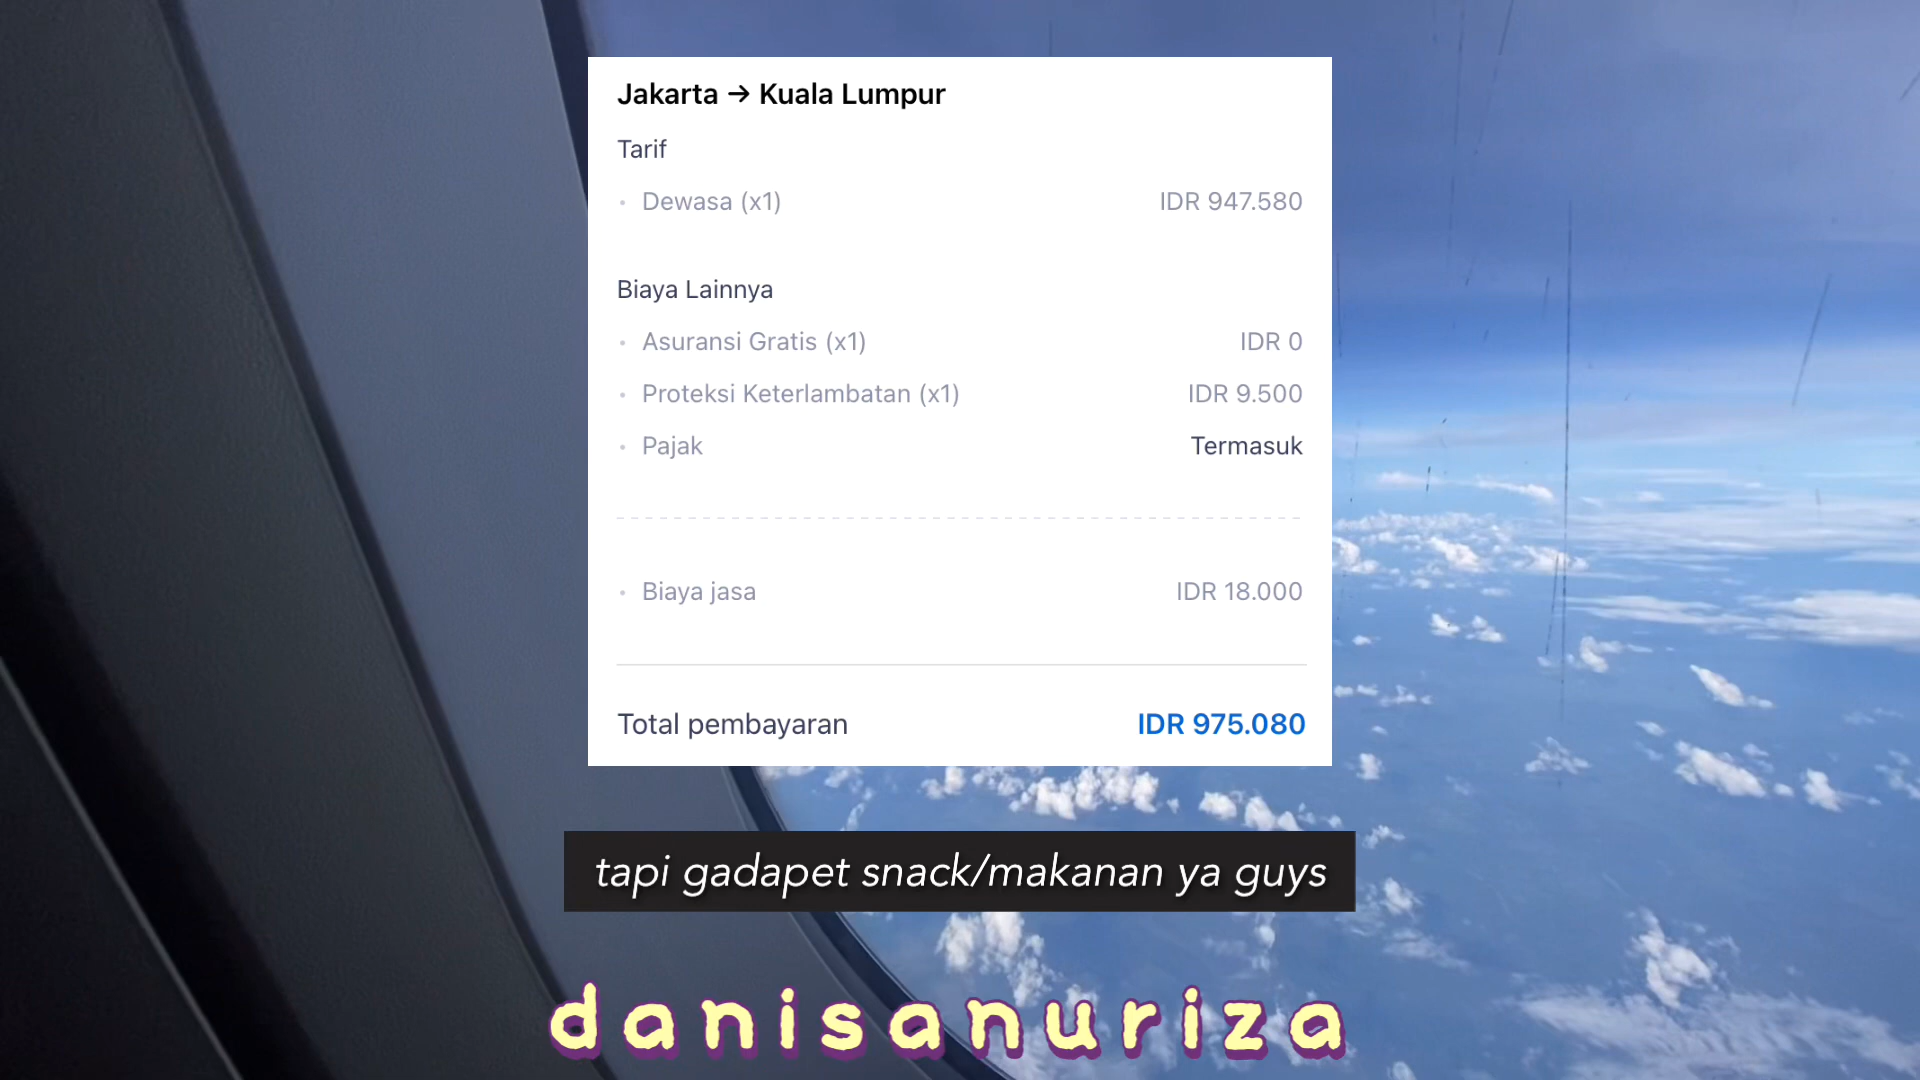 Jakarta → Kuala Lumpur
Tarif
• Dewasa (x1) IDR 947.580
Biaya Lainnya
• Asuransi Gratis (x1) IDR 0
• Proteksi Keterlambatan (x1) IDR 9.500
• Pajak Termasuk
• Biaya jasa IDR 18.000
Total pembayaran IDR 975.080
tapi gadapet snack/makanan ya guys
danisanuriza